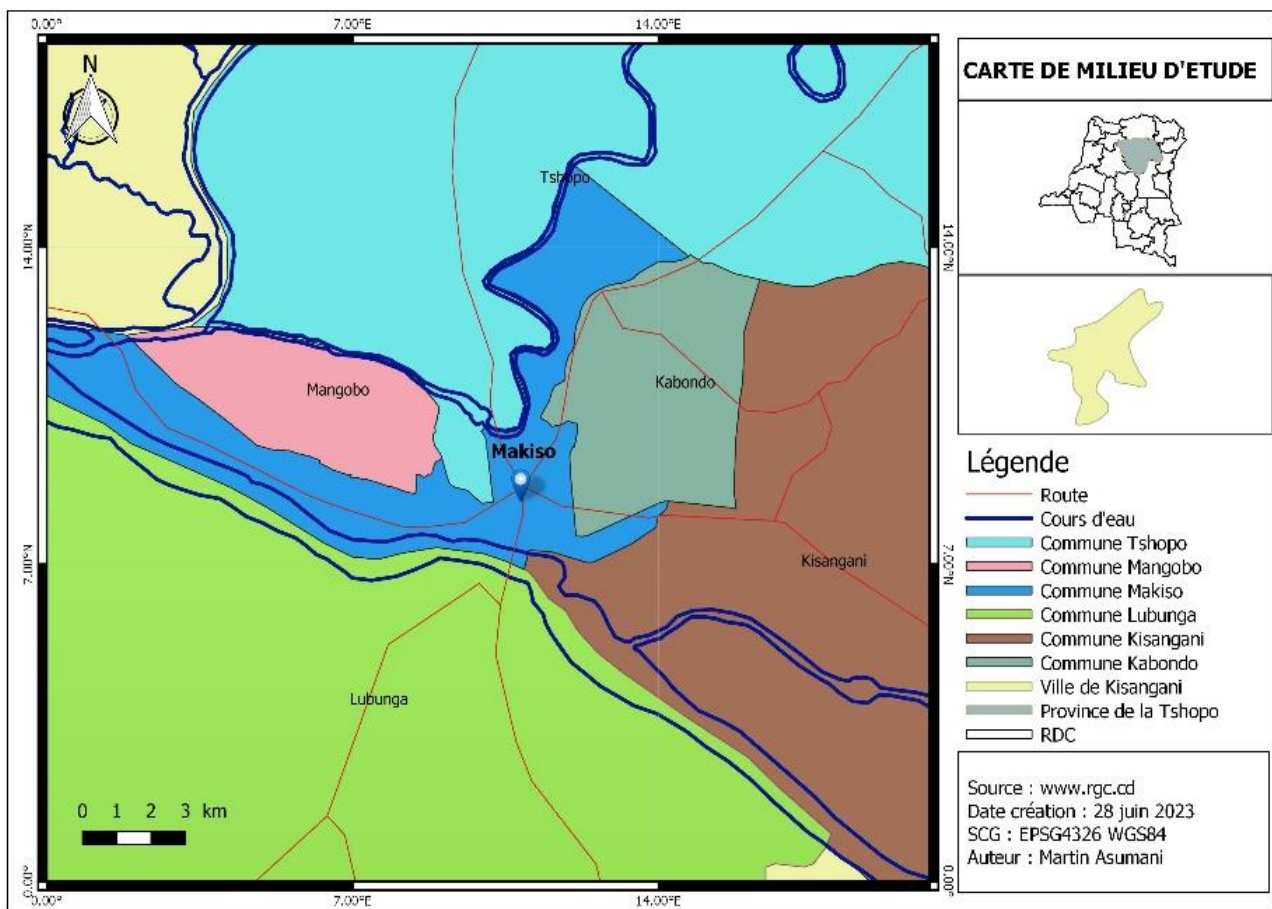 0.00°
7.00°E
14.00°E
N
14.00°N
14.00°N
7.00°N
7.00°N
0.00°
0.00°
Tshopo
Mangobo
Kabondo
Makiso
Kisangani
Lubunga
0 1 2 3 km
0.00°E
7.00°E
14.00°E
CARTE DE MILIEU D'ETUDE
Légende
Route
Cours d'eau
Commune Tshopo
Commune Mangobo
Commune Makiso
Commune Lubunga
Commune Kisangani
Commune Kabondo
Ville de Kisangani
Province de la Tshopo
RDC
Source : www.rgc.cd
Date création : 28 juin 2023
SCG : EPSG4326 WGS84
Auteur : Martin Asumani